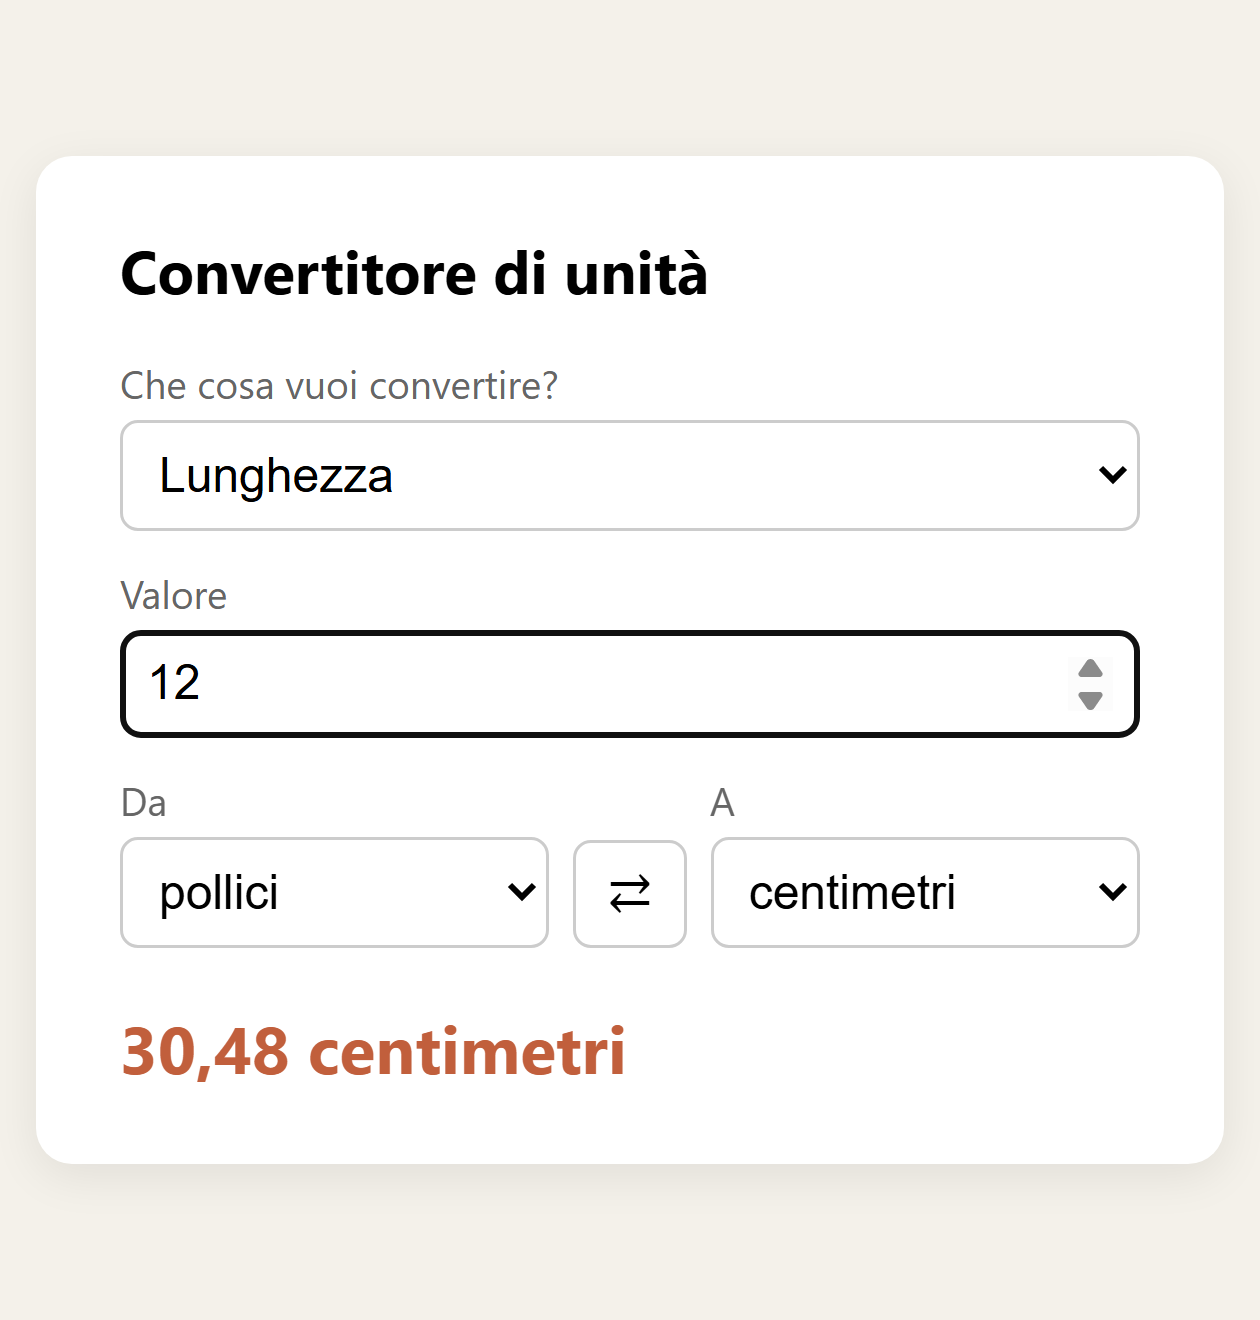 Convertitore di unità
Che cosa vuoi convertire?
Lunghezza
Valore
12
Da
A
pollici
centimetri
30,48 centimetri